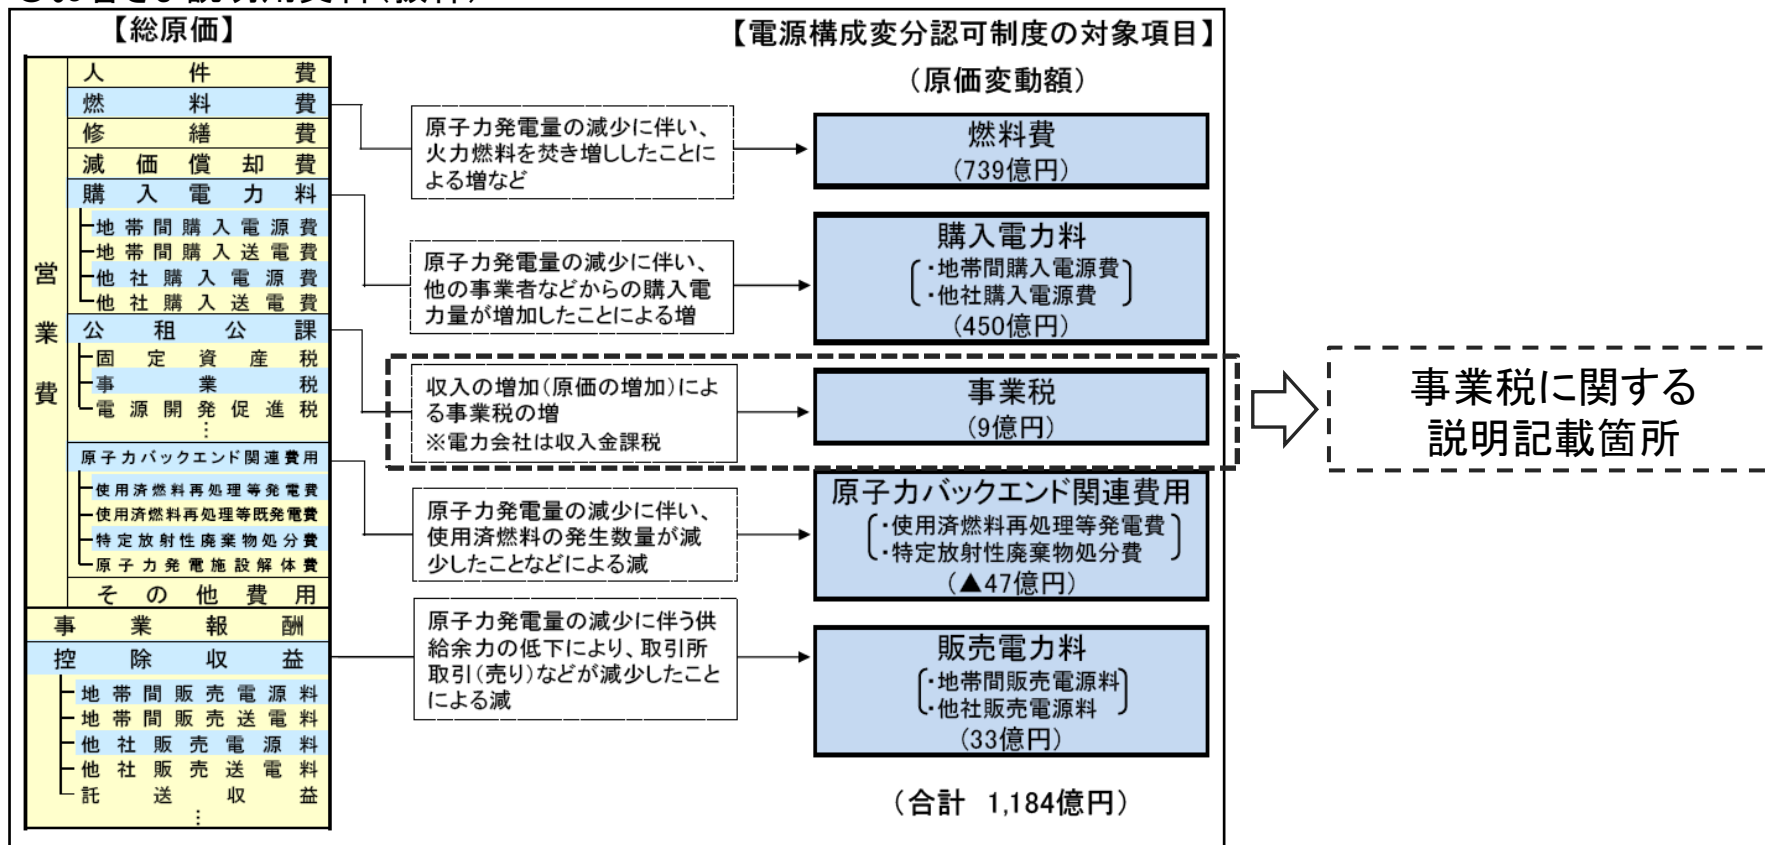 【総原価】
【電源構成変分認可制度の対象項目】
(原価変動額)
営業費
人件費
燃料費
修繕費
減価償却費
購入電力料
地帯間購入電源費
地帯間購入送電費
他社購入電源費
他社購入送電費
公租公課
固定資産税
事業税
電源開発促進税
⋮
原子力バックエンド関連費用
使用済燃料再処理等発電費
使用済燃料再処理等既発電費
特定放射性廃棄物処分費
原子力発電施設解体費
その他費用
事業報酬
控除収益
地帯間販売電源料
地帯間販売送電料
他社販売電源料
他社販売送電料
託送収益
⋮
原子力発電量の減少に伴い、
火力燃料を焚き増ししたことに
よる増など
燃料費
(739億円)
原子力発電量の減少に伴い、
他の事業者などからの購入電
力量が増加したことによる増
購入電力料
・地帯間購入電源費
・他社購入電源費
(450億円)
収入の増加(原価の増加)によ
る事業税の増
※電力会社は収入金課税
事業税
(9億円)
事業税に関する
説明記載箇所
原子力発電量の減少に伴い、
使用済燃料の発生数量が減
少したことなどによる減
原子力バックエンド関連費用
・使用済燃料再処理等発電費
・特定放射性廃棄物処分費
(▲47億円)
原子力発電量の減少に伴う供
給余力の低下により、取引所
取引(売り)などが減少したこと
による減
販売電力料
・地帯間販売電源料
・他社販売電源料
(33億円)
(合計 1,184億円)